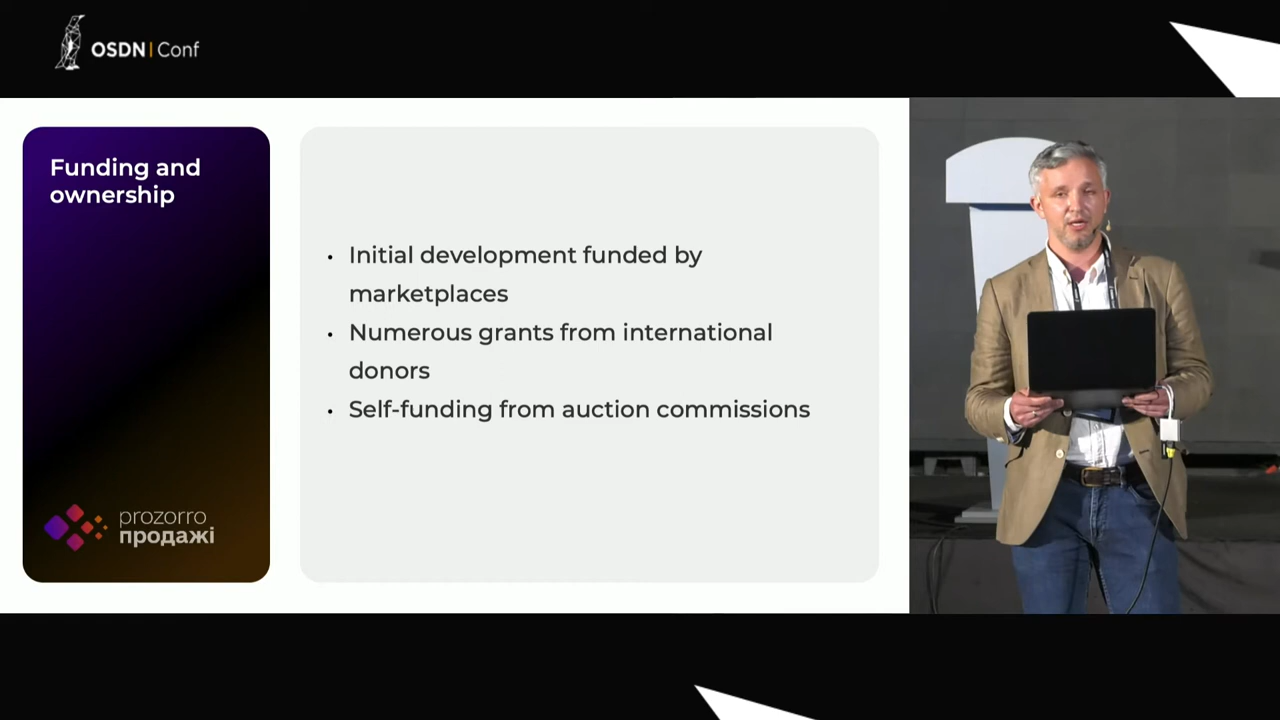 OSDN | Conf
Funding and
ownership
• Initial development funded by
marketplaces
• Numerous grants from international
donors
• Self-funding from auction commissions
prozorro
продажі